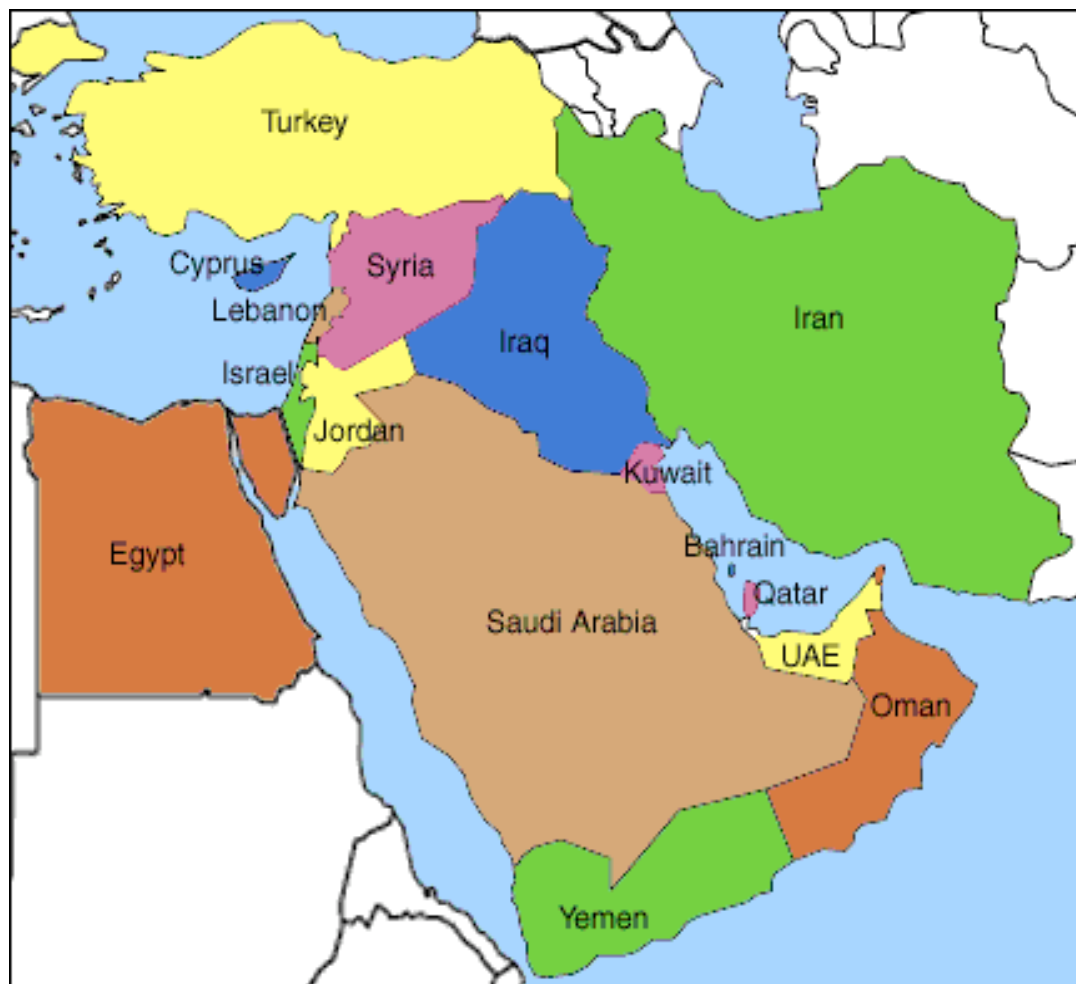 Turkey
Cyprus
Syria
Lebanon
Iran
Iraq
Israel
Jordan
Kuwait
Bahrain
Egypt
Qatar
Saudi Arabia
UAE
Oman
Yemen